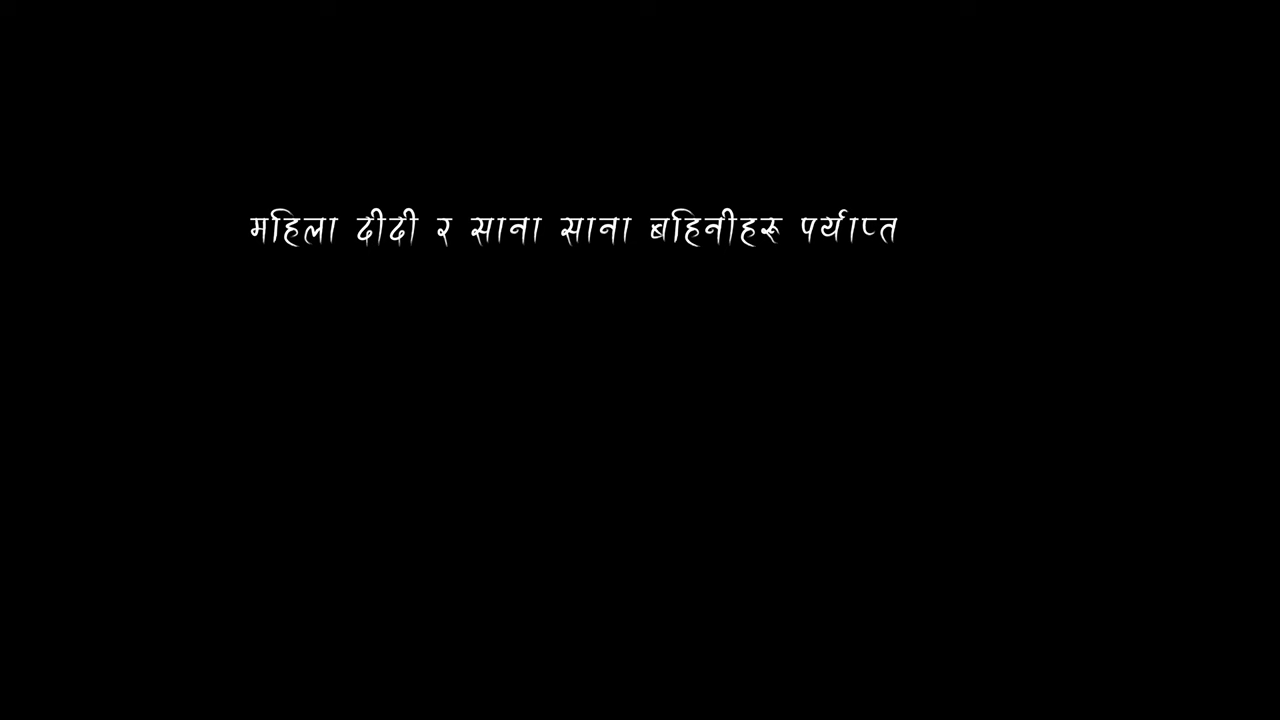 महिला दीदी र साना साना बहिनीहरू पर्याप्त